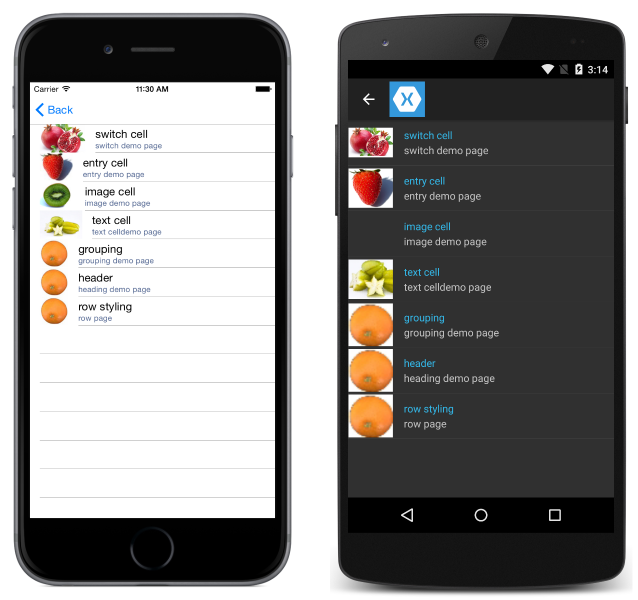 Carrier 11:30 AM
Back
switch cell
switch demo page
entry cell
entry demo page
image cell
image demo page
text cell
text celldemo page
grouping
grouping demo page
header
heading demo page
row styling
row page
3:14
switch cell
switch demo page
entry cell
entry demo page
image cell
image demo page
text cell
text celldemo page
grouping
grouping demo page
header
heading demo page
row styling
row page